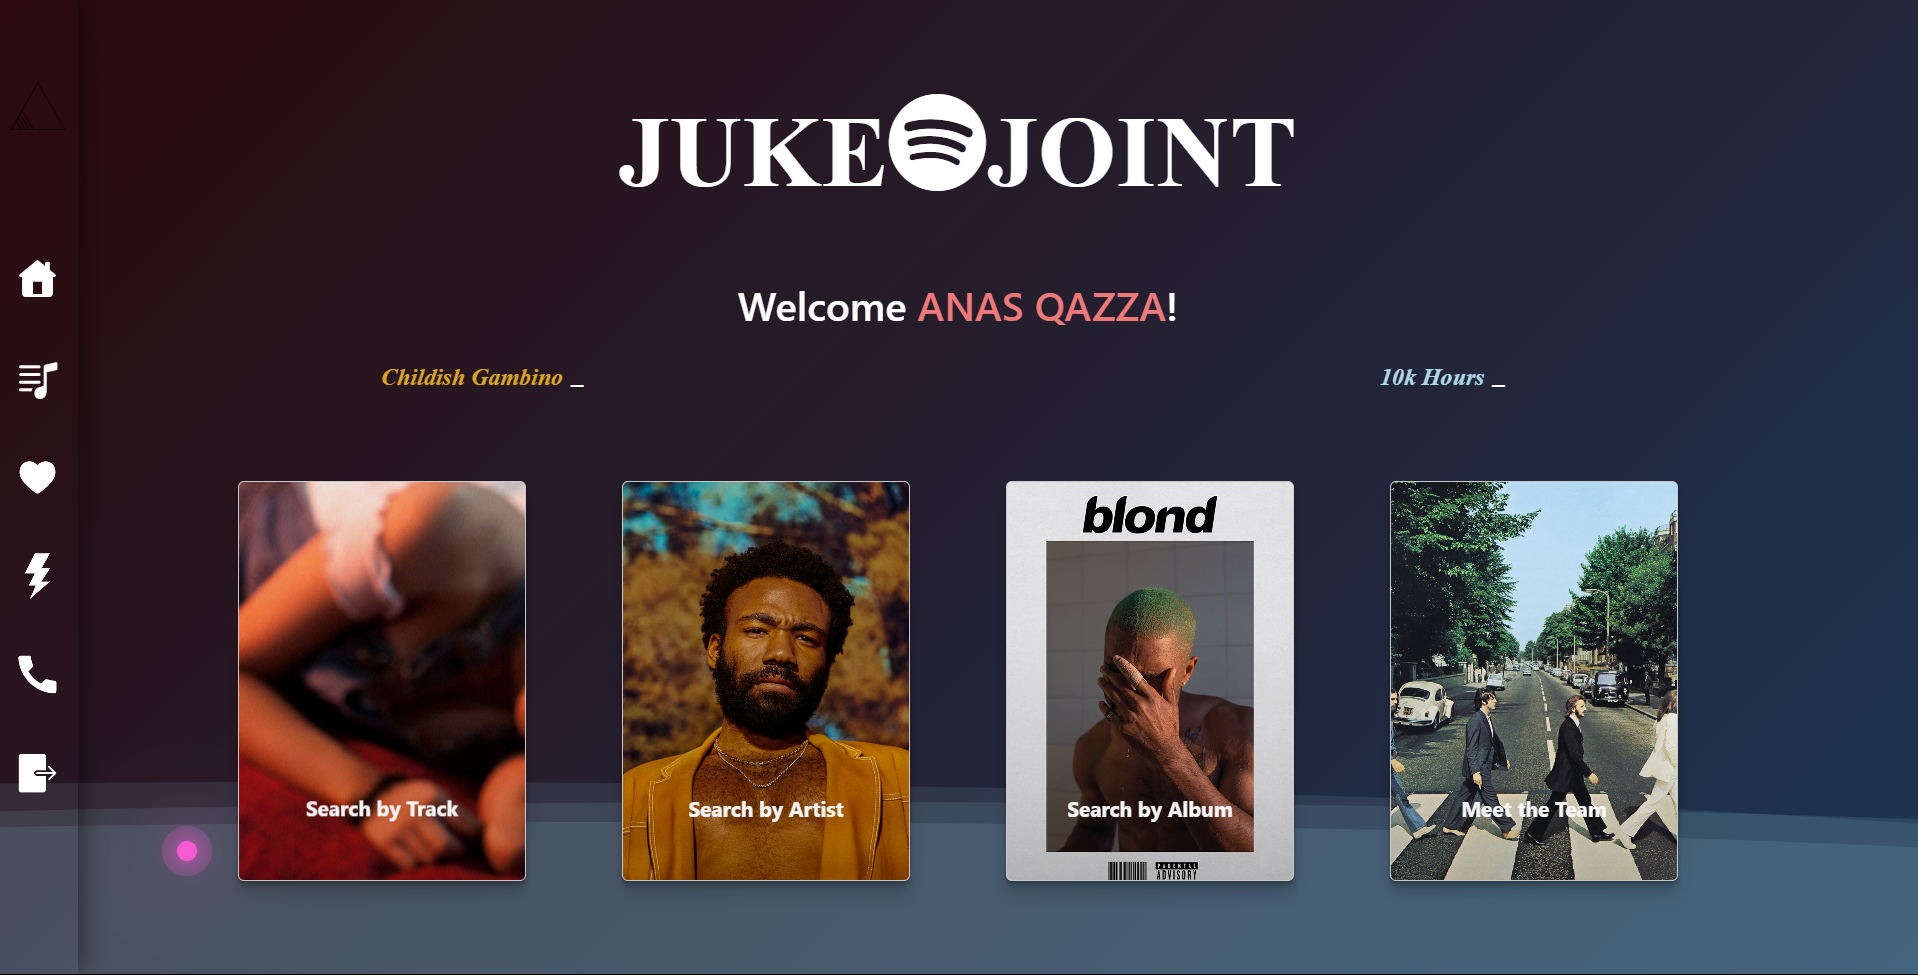 JUKE JOINT
Welcome ANAS QAZZA!
Childish Gambino _
10k Hours _
blond
Search by Track
Search by Artist
Search by Album
Meet the Team
PARENTAL
ADVISORY